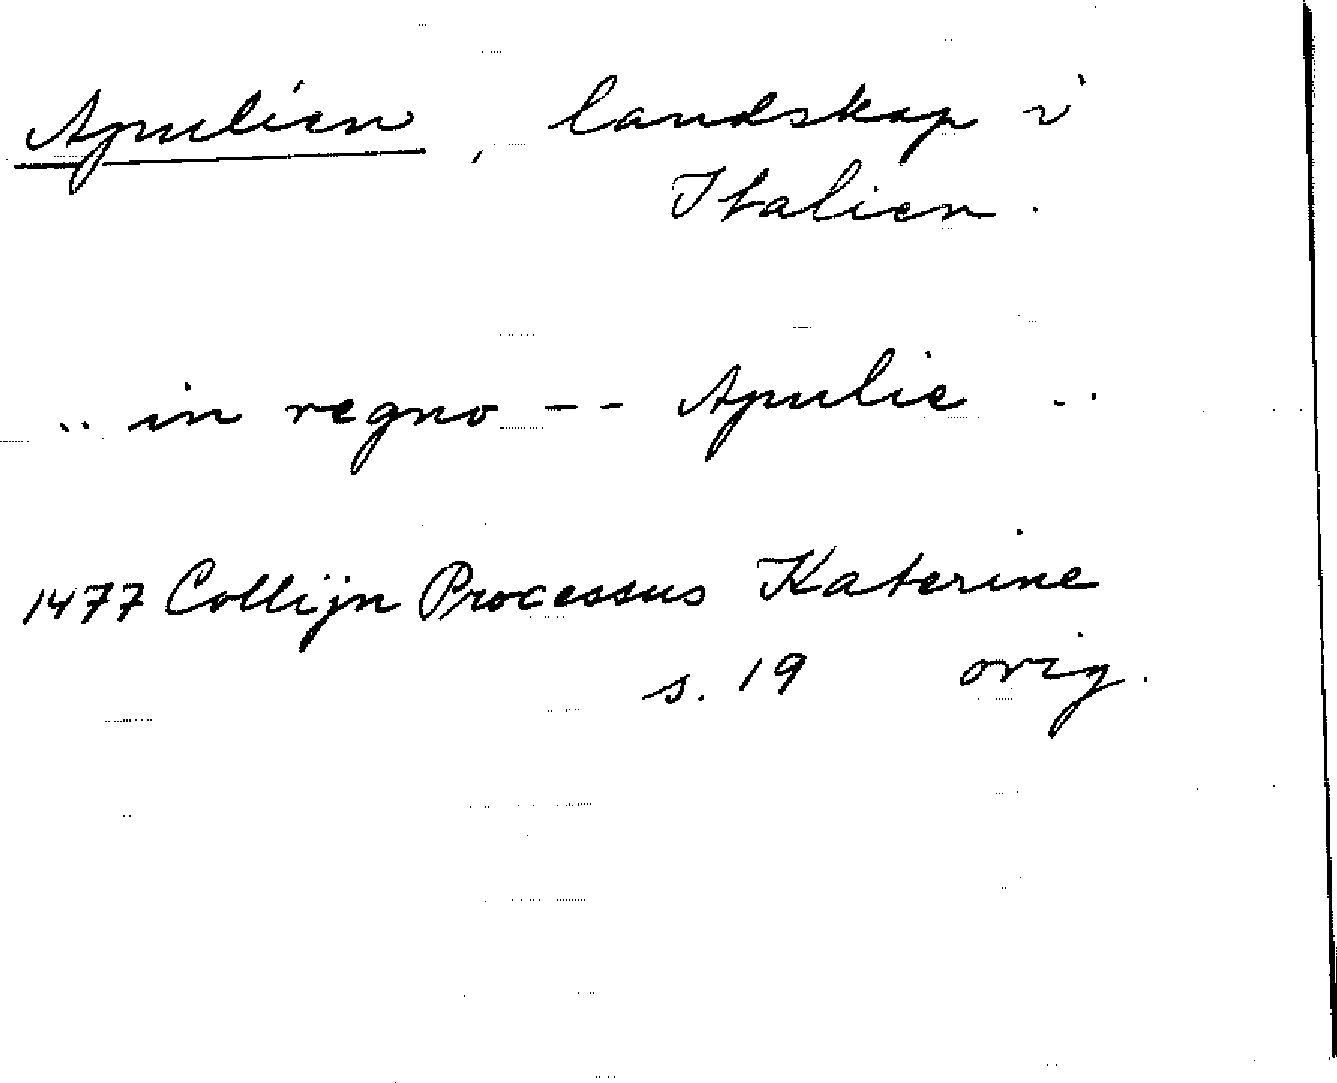 Apulien, landskap i
Italien.
.. in regno -- Apulie ..
1477 Collijn Processus Katerine
s. 19 orig.